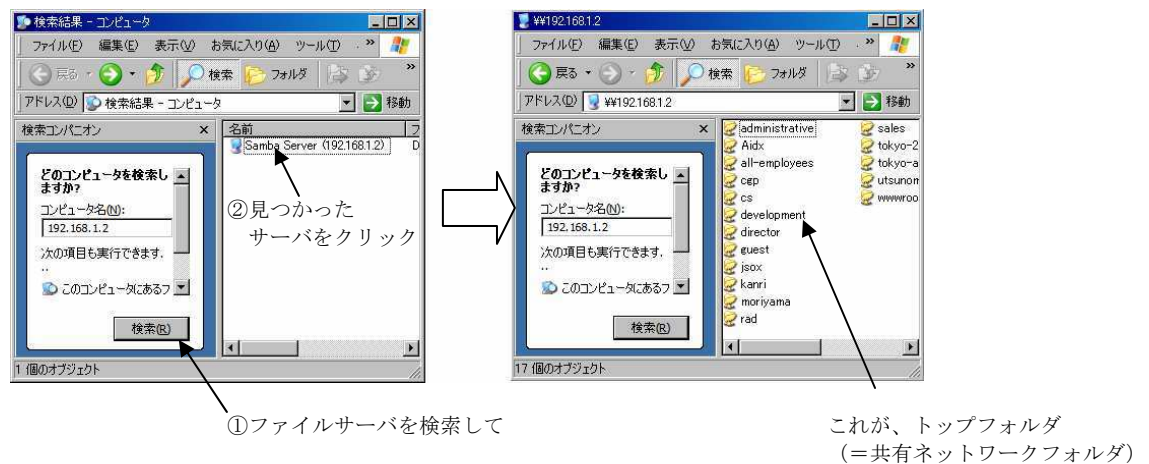 検索結果 - コンピュータ
ファイル(F) 編集(E) 表示(V) お気に入り(A) ツール(T) »
戻る 検索 フォルダ »
アドレス(D) 検索結果 - コンピュータ 移動
検索コンパニオン ×
どのコンピュータを検索し
ますか?
コンピュータ名(N):
192.168.1.2
次の項目も実行できます.
..
このコンピュータにあるフ
検索(R)
名前
Samba Server (192.168.1.2) D
1 個のオブジェクト
②見つかった
サーバをクリック
①ファイルサーバを検索して
¥¥192.168.1.2
ファイル(F) 編集(E) 表示(V) お気に入り(A) ツール(T) »
戻る 検索 フォルダ »
アドレス(D) ¥¥192.168.1.2 移動
検索コンパニオン ×
どのコンピュータを検索し
ますか?
コンピュータ名(N):
192.168.1.2
次の項目も実行できます.
..
このコンピュータにあるフ
検索(R)
administrative
Aidx
all-employees
cgp
cs
development
director
guest
jsox
kanri
moriyama
rad
sales
tokyo-2
tokyo-a
utsunom
wwwroo
17 個のオブジェクト
これが、トップフォルダ
(=共有ネットワークフォルダ)